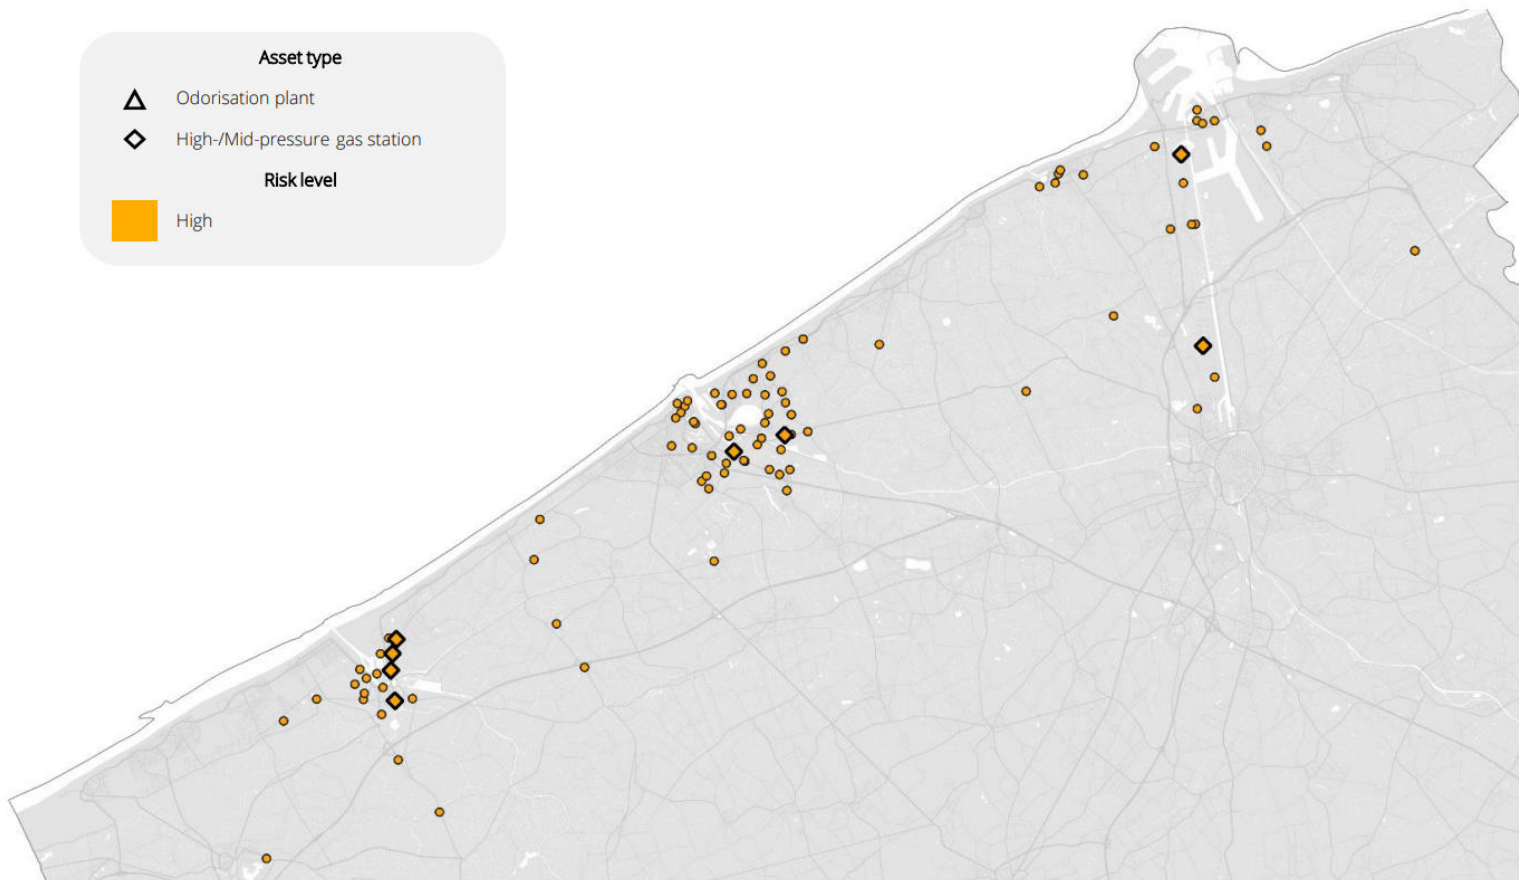 Asset type
Odorisation plant
High-/Mid-pressure gas station
Risk level
High